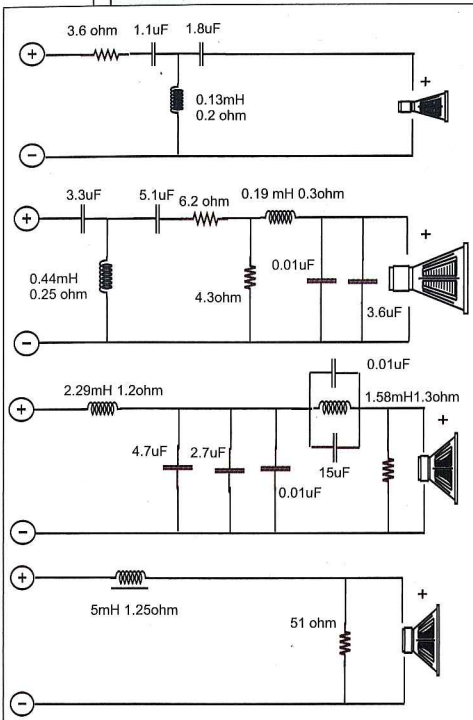 3.6 ohm 1.1uF 1.8uF
+
+
0.13mH
0.2 ohm
−
3.3uF 5.1uF 6.2 ohm 0.19 mH 0.3ohm
+
+
0.44mH
0.25 ohm
4.3ohm
0.01uF
3.6uF
−
0.01uF
2.29mH 1.2ohm
1.58mH1.3ohm
+
+
4.7uF
2.7uF
0.01uF
15uF
−
+
+
5mH 1.25ohm
51 ohm
−